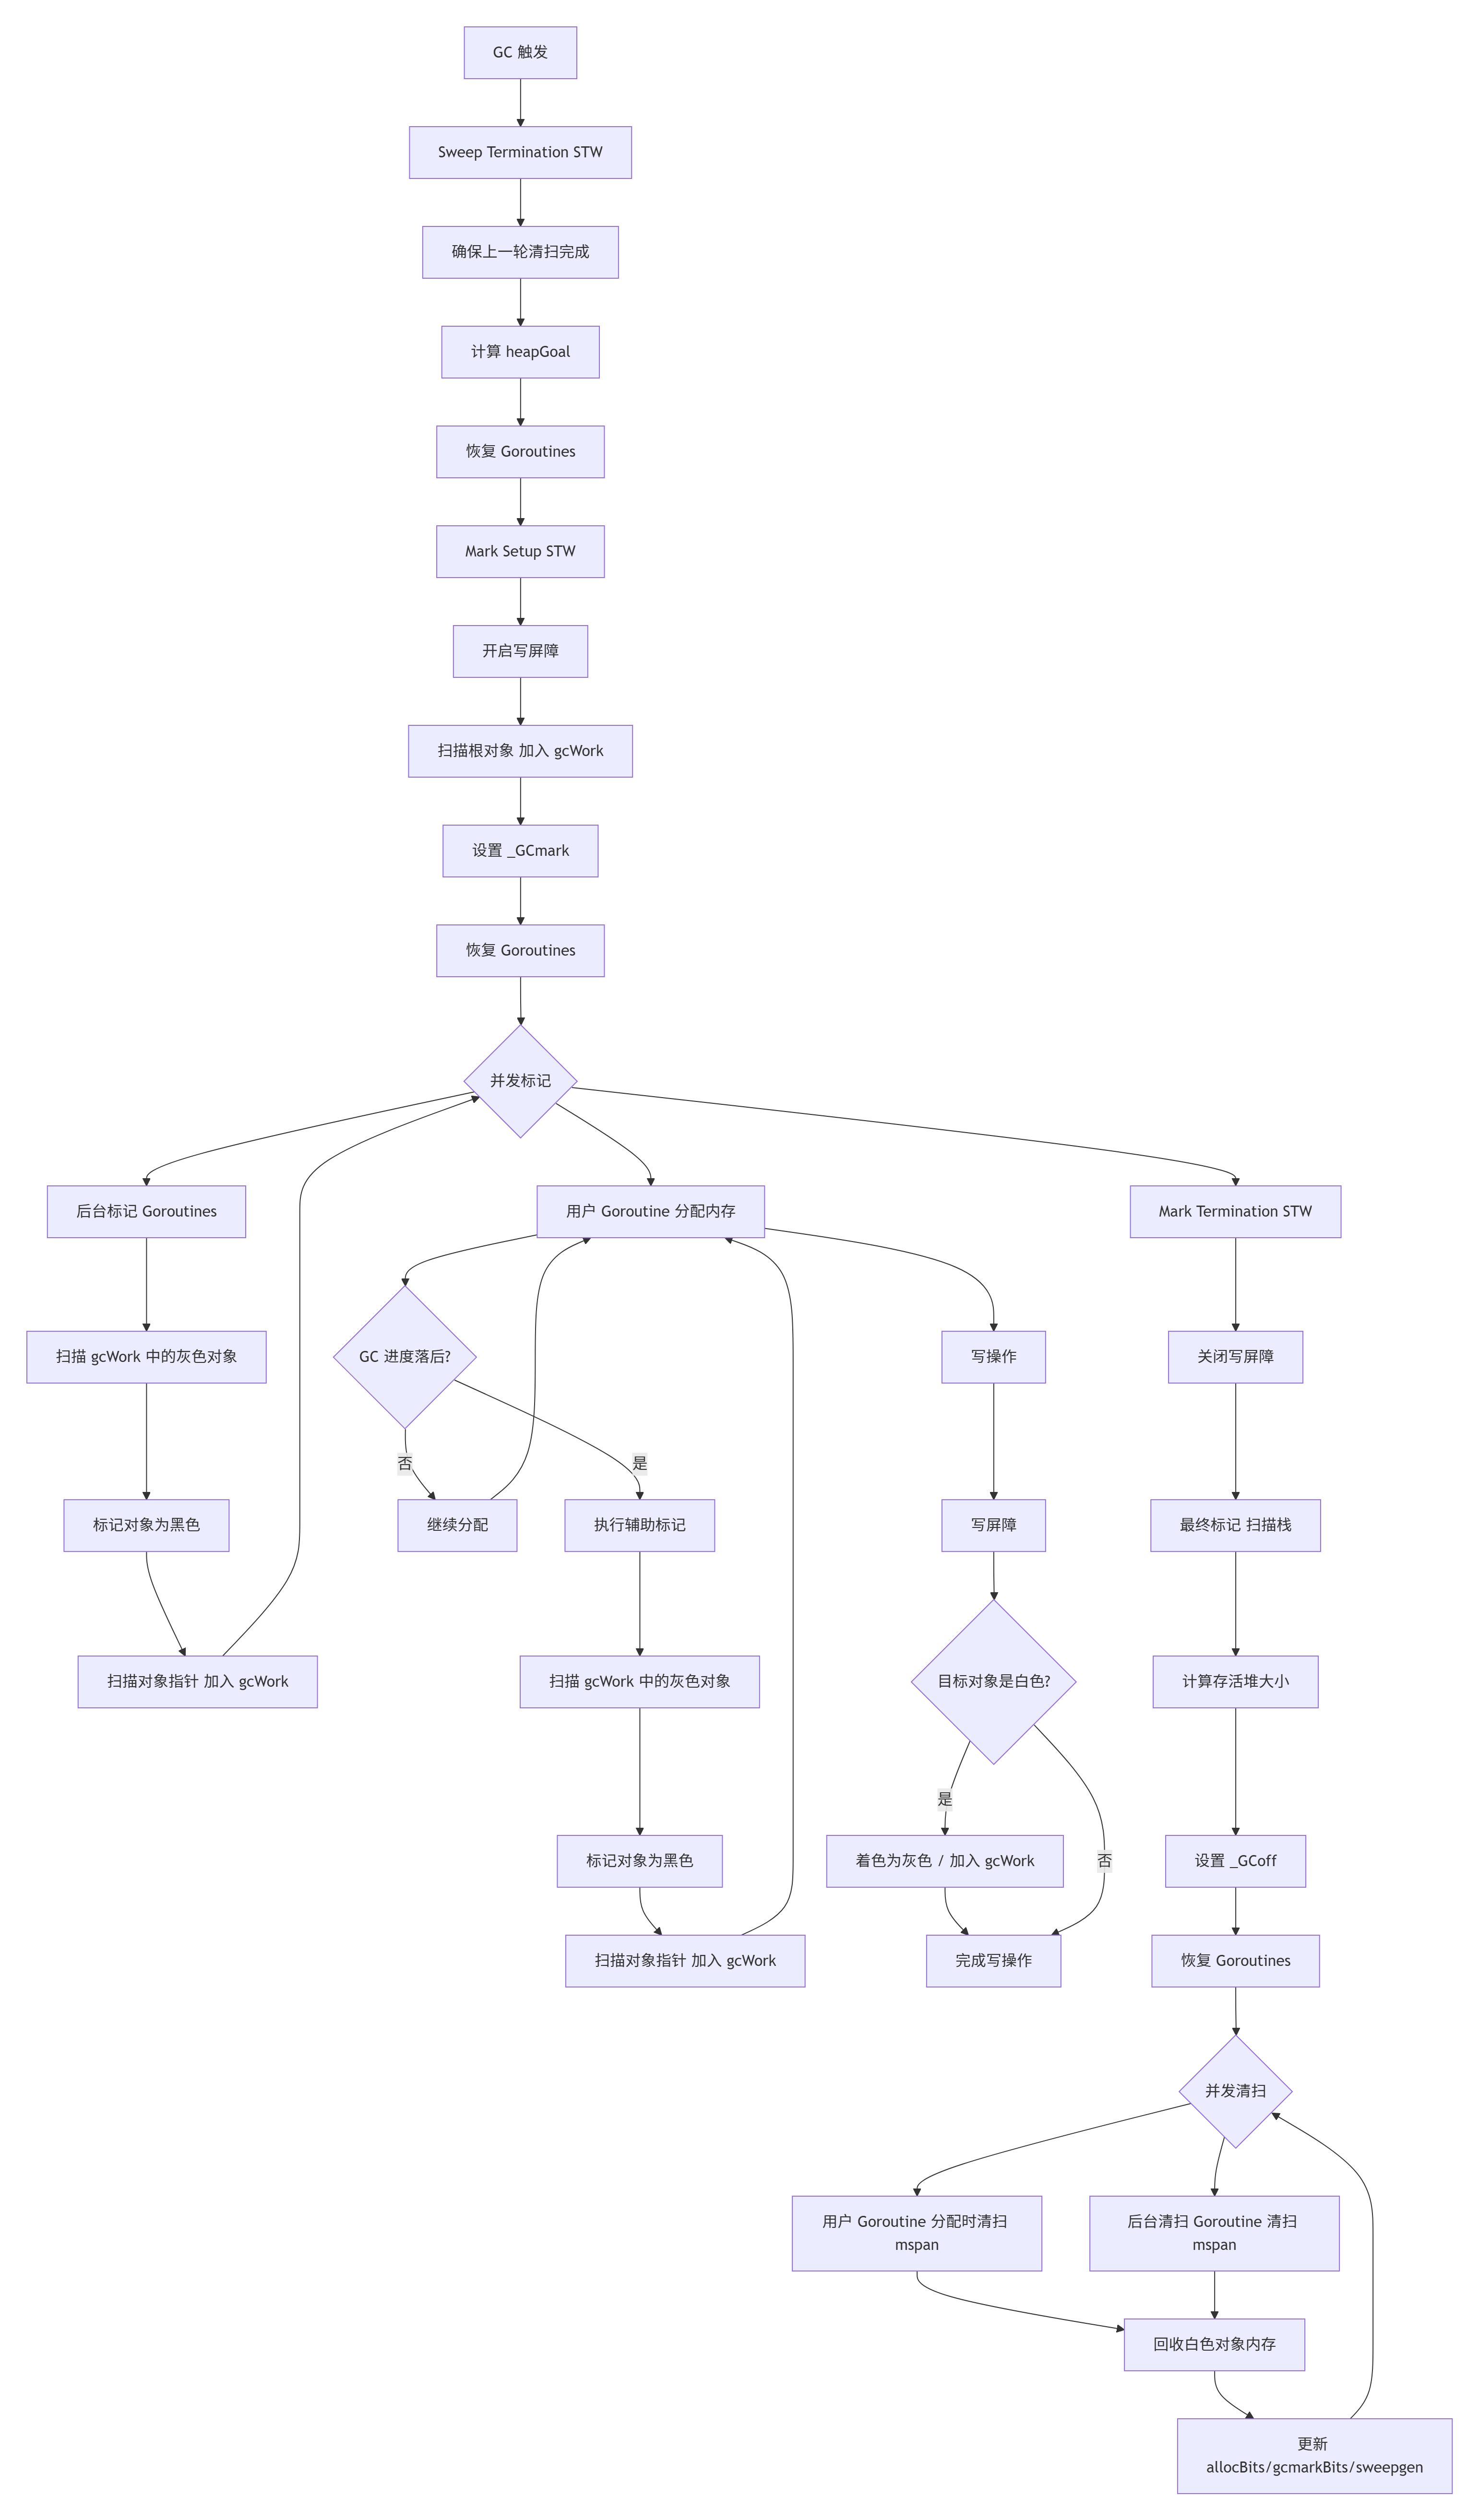 GC 触发
Sweep Termination STW
确保上一轮清扫完成
计算 heapGoal
恢复 Goroutines
Mark Setup STW
开启写屏障
扫描根对象 加入 gcWork
设置 _GCmark
恢复 Goroutines
并发标记
后台标记 Goroutines
用户 Goroutine 分配内存
Mark Termination STW
扫描 gcWork 中的灰色对象
GC 进度落后?
写操作
关闭写屏障
否
是
标记对象为黑色
继续分配
执行辅助标记
写屏障
最终标记 扫描栈
扫描对象指针 加入 gcWork
扫描 gcWork 中的灰色对象
目标对象是白色?
计算存活堆大小
是
标记对象为黑色
着色为灰色 / 加入 gcWork
否
设置 _GCoff
扫描对象指针 加入 gcWork
完成写操作
恢复 Goroutines
并发清扫
用户 Goroutine 分配时清扫
mspan
后台清扫 Goroutine 清扫
mspan
回收白色对象内存
更新
allocBits/gcmarkBits/sweepgen